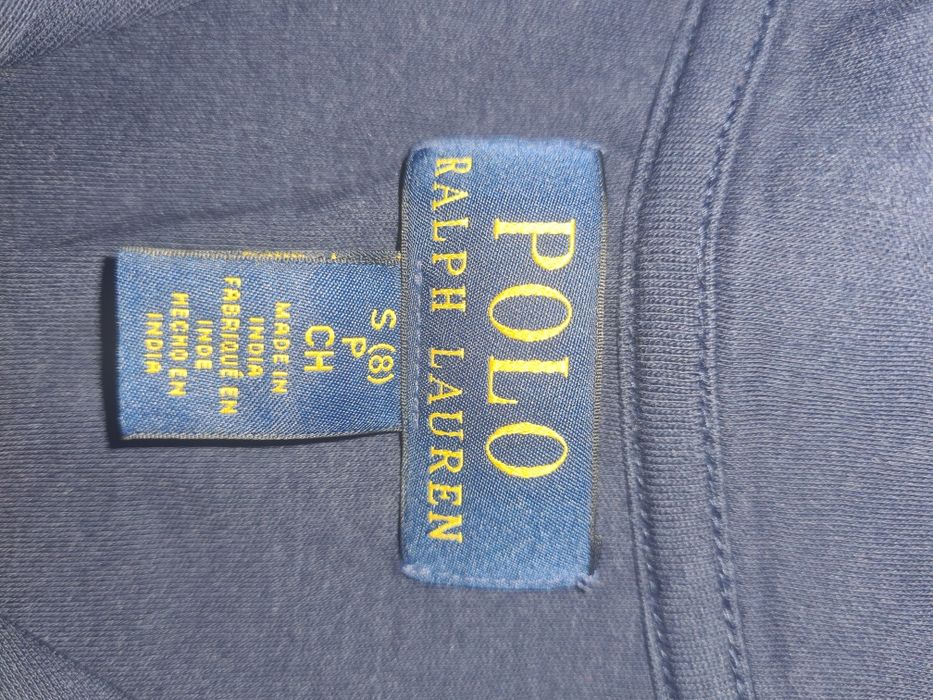 POLO
RALPH LAUREN
S (8)
P
CH
MADE IN
INDIA
FABRIQUÉ EN
INDE
HECHO EN
INDIA